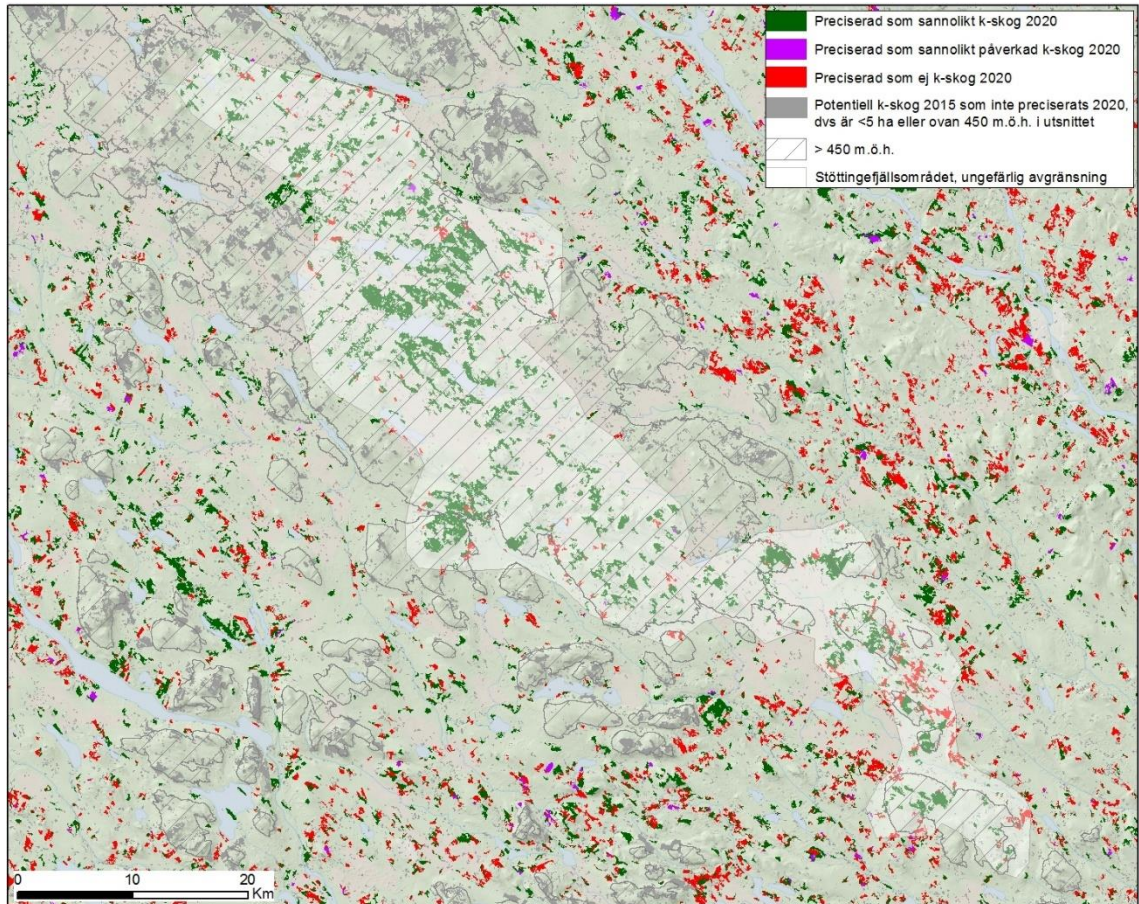 Preciserad som sannolikt k-skog 2020
Preciserad som sannolikt påverkad k-skog 2020
Preciserad som ej k-skog 2020
Potentiell k-skog 2015 som inte preciserats 2020,
dvs är <5 ha eller ovan 450 m.ö.h. i utsnittet
> 450 m.ö.h.
Stöttingefjällsområdet, ungefärlig avgränsning
0 10 20
Km